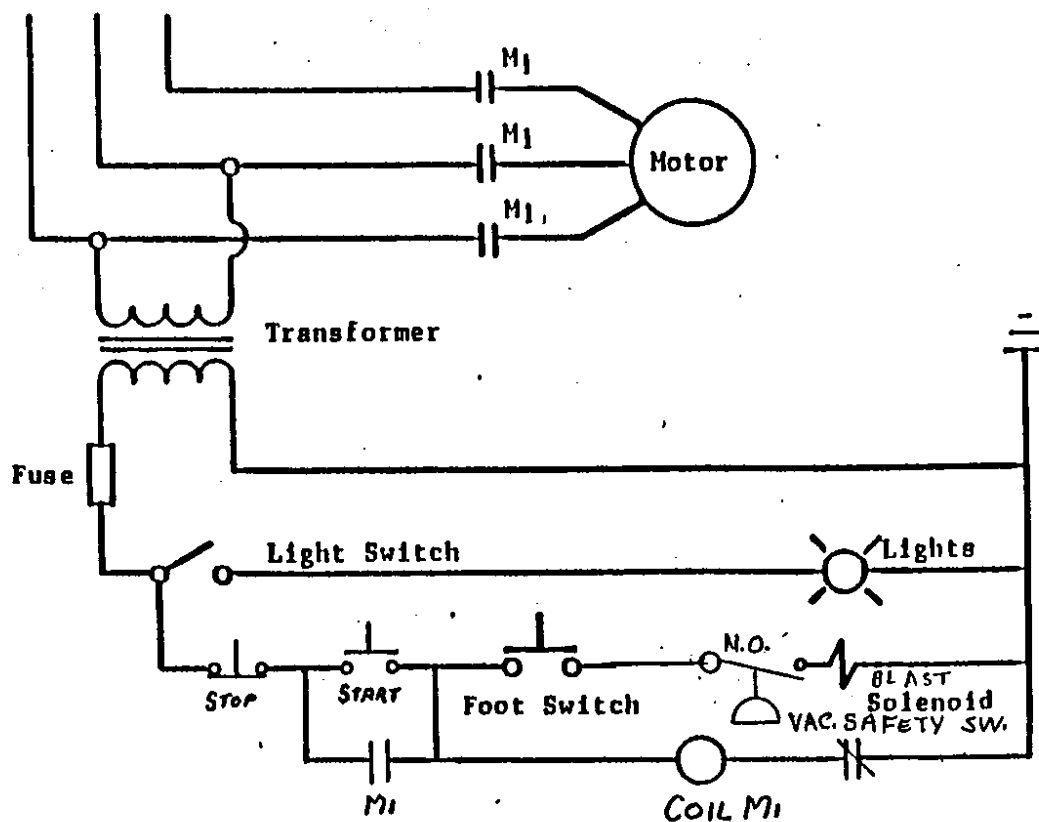 M1
M1
Motor
M1
Transformer
Fuse
Light Switch
Lights
N.O.
STOP
START
Foot Switch
BLAST
Solenoid
VAC. SAFETY SW.
M1
COIL M1